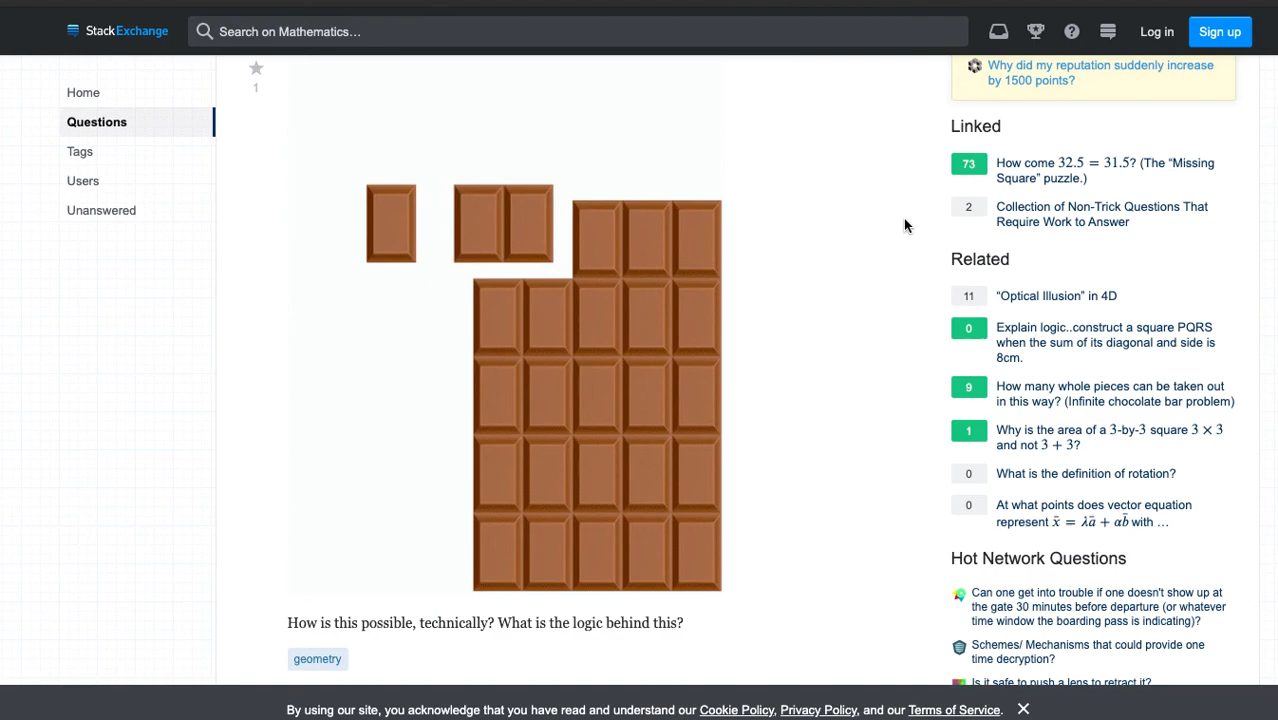 StackExchange
Search on Mathematics…
Log in
Sign up
Home
Questions
Tags
Users
Unanswered
1
How is this possible, technically? What is the logic behind this?
geometry
Why did my reputation suddenly increase
by 1500 points?
Linked
73 How come 32.5 = 31.5? (The “Missing
Square” puzzle.)
2 Collection of Non-Trick Questions That
Require Work to Answer
Related
11 “Optical Illusion” in 4D
0 Explain logic..construct a square PQRS
when the sum of its diagonal and side is
8cm.
9 How many whole pieces can be taken out
in this way? (Infinite chocolate bar problem)
1 Why is the area of a 3-by-3 square 3 × 3
and not 3 + 3?
0 What is the definition of rotation?
0 At what points does vector equation
represent x̄ = λā + αb̄ with …
Hot Network Questions
Can one get into trouble if one doesn't show up at
the gate 30 minutes before departure (or whatever
time window the boarding pass is indicating)?
Schemes/ Mechanisms that could provide one
time decryption?
Is it safe to push a lens to retract it?
By using our site, you acknowledge that you have read and understand our Cookie Policy, Privacy Policy, and our Terms of Service.